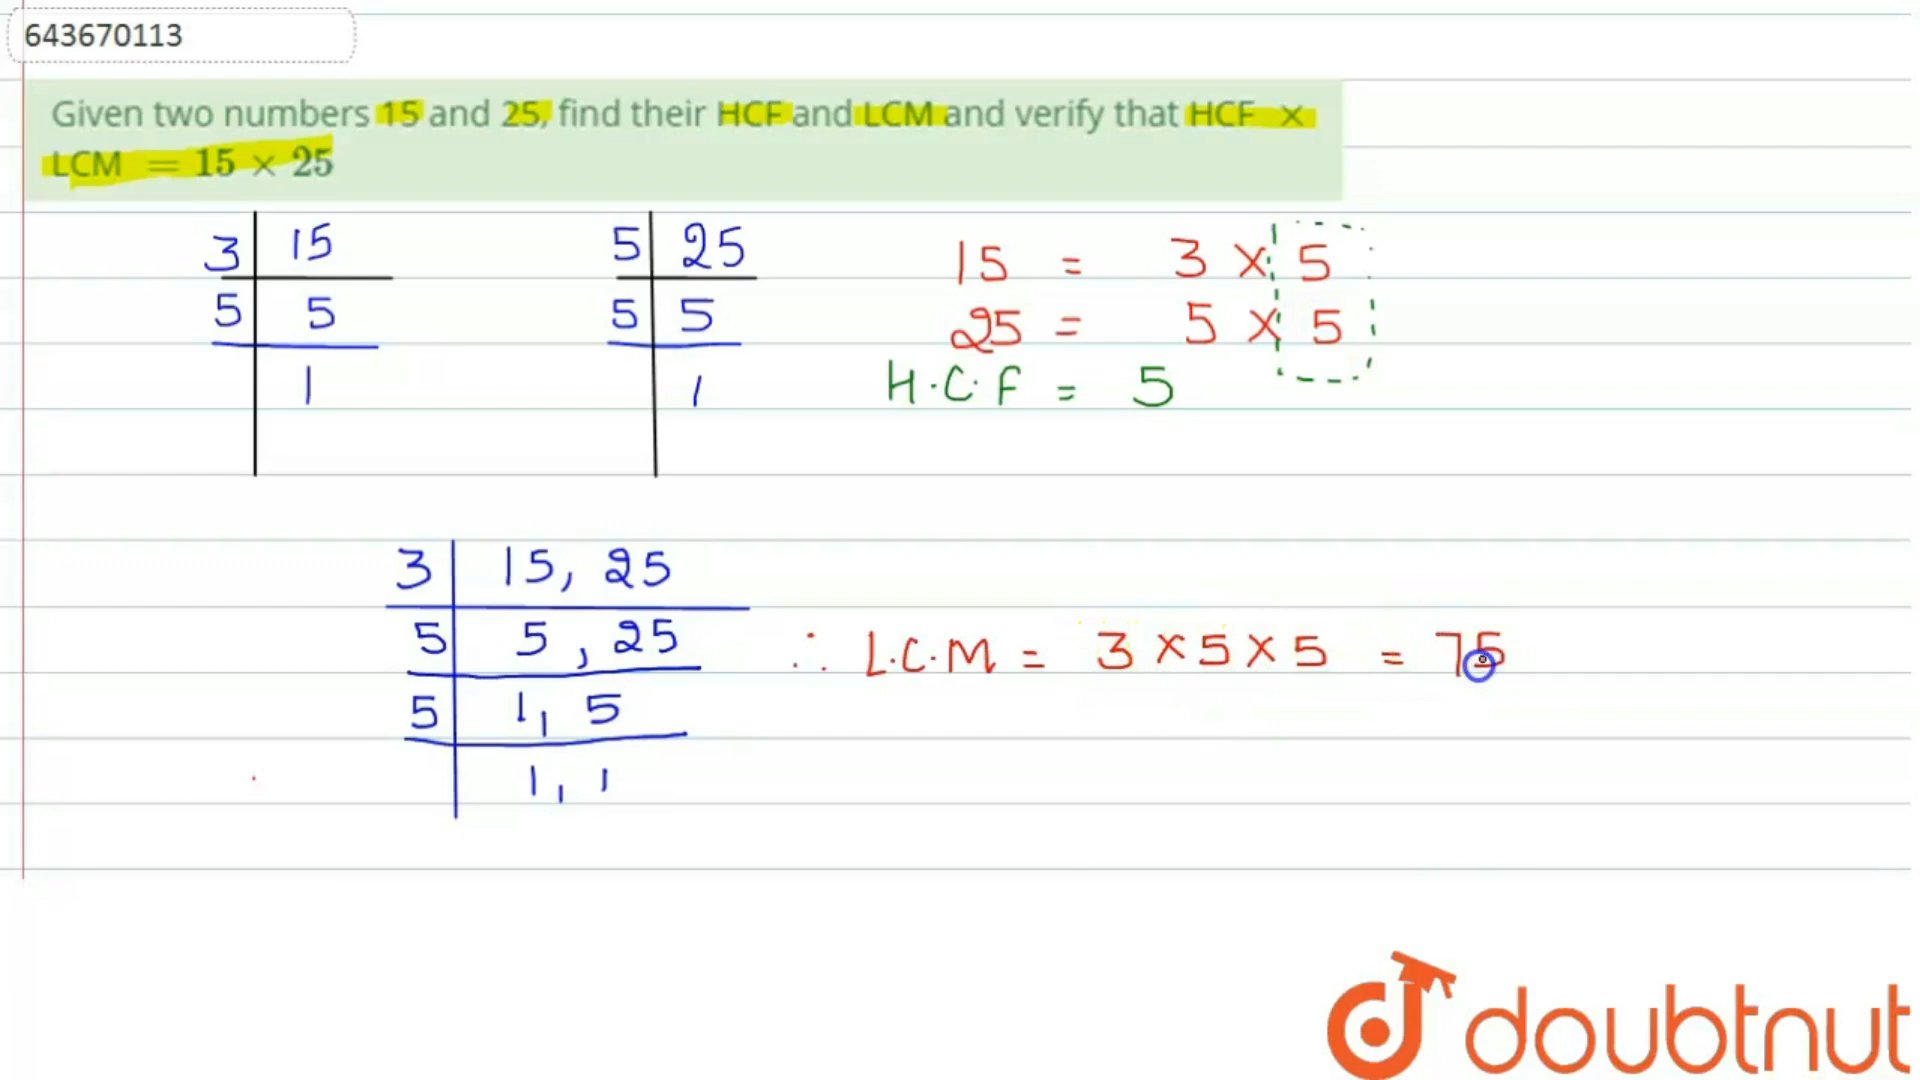 643670113
Given two numbers 15 and 25, find their HCF and LCM and verify that HCF ×
LCM = 15 × 25
3 | 15
5 | 5
1
5 | 25
5 | 5
1
15 = 3 × 5
25 = 5 × 5
H.C.F = 5
3 | 15, 25
5 | 5, 25
5 | 1, 5
1, 1
∴ L.C.M = 3 × 5 × 5 = 75
doubtnut